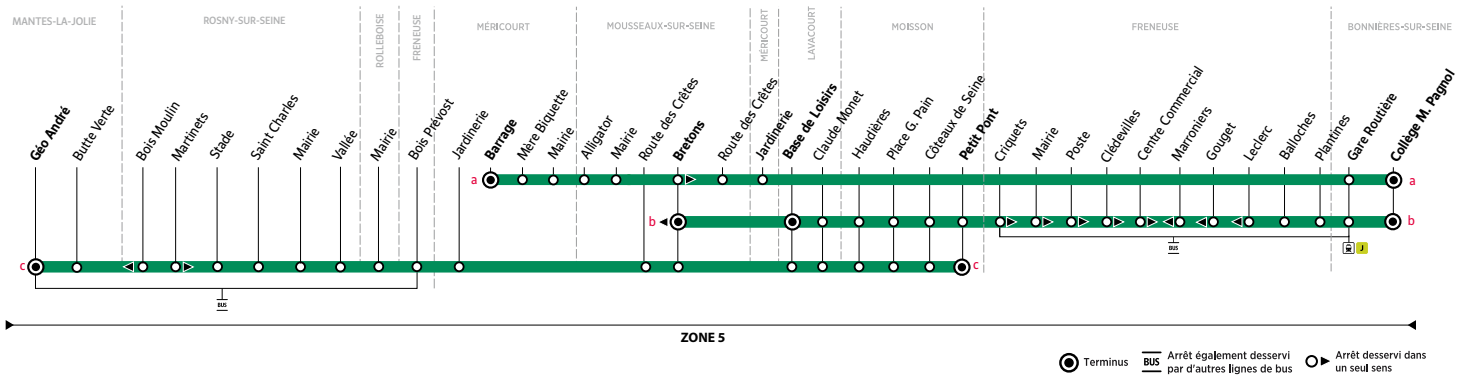 MANTES-LA-JOLIE
ROSNY-SUR-SEINE
ROLLEBOISE
FRENEUSE
MÉRICOURT
MOUSSEAUX-SUR-SEINE
MÉRICOURT
LAVACOURT
MOISSON
FRENEUSE
BONNIÈRES-SUR-SEINE
Géo André
Butte Verte
Bois Moulin
Martinets
Stade
Saint Charles
Mairie
Vallée
Mairie
Bois Prévost
Jardinerie
Barrage
Mère Biquette
Mairie
Alligator
Mairie
Route des Crêtes
Bretons
Route des Crêtes
Jardinerie
Base de Loisirs
Claude Monet
Haudières
Place G. Pain
Côteaux de Seine
Petit Pont
Criquets
Mairie
Poste
Clédevilles
Centre Commercial
Marroniers
Gouget
Leclerc
Balloches
Plantines
Gare Routière
Collège M. Pagnol
a
a
b
b
BUS
J
c
c
BUS
ZONE 5
Terminus
BUS
Arrêt également desservi
par d'autres lignes de bus
Arrêt desservi dans
un seul sens